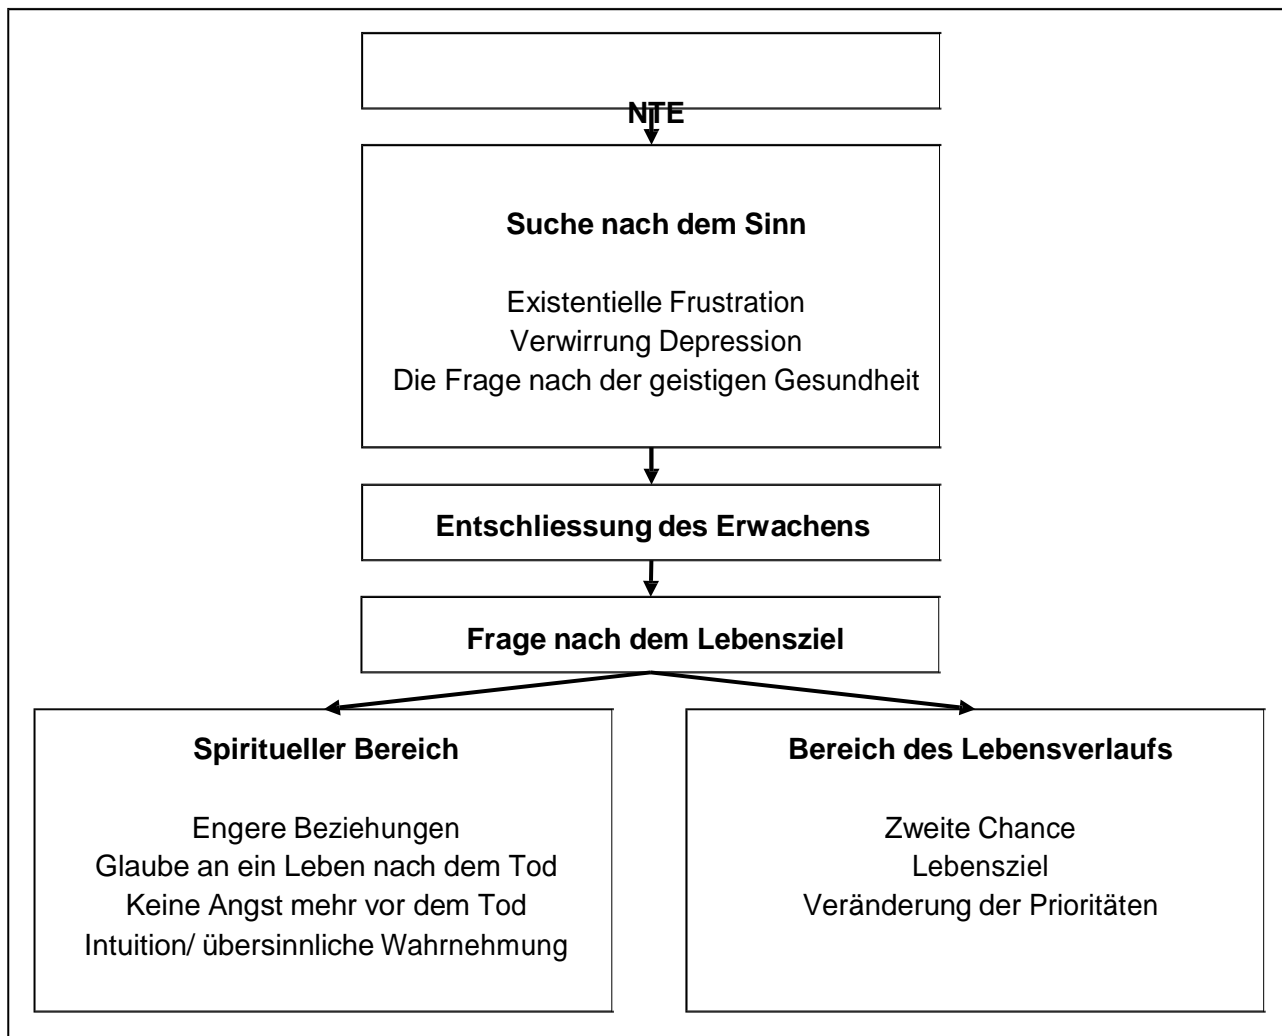 NTE
Suche nach dem Sinn
Existentielle Frustration
Verwirrung Depression
Die Frage nach der geistigen Gesundheit
Entschliessung des Erwachens
Frage nach dem Lebensziel
Spiritueller Bereich
Engere Beziehungen
Glaube an ein Leben nach dem Tod
Keine Angst mehr vor dem Tod
Intuition/ übersinnliche Wahrnehmung
Bereich des Lebensverlaufs
Zweite Chance
Lebensziel
Veränderung der Prioritäten